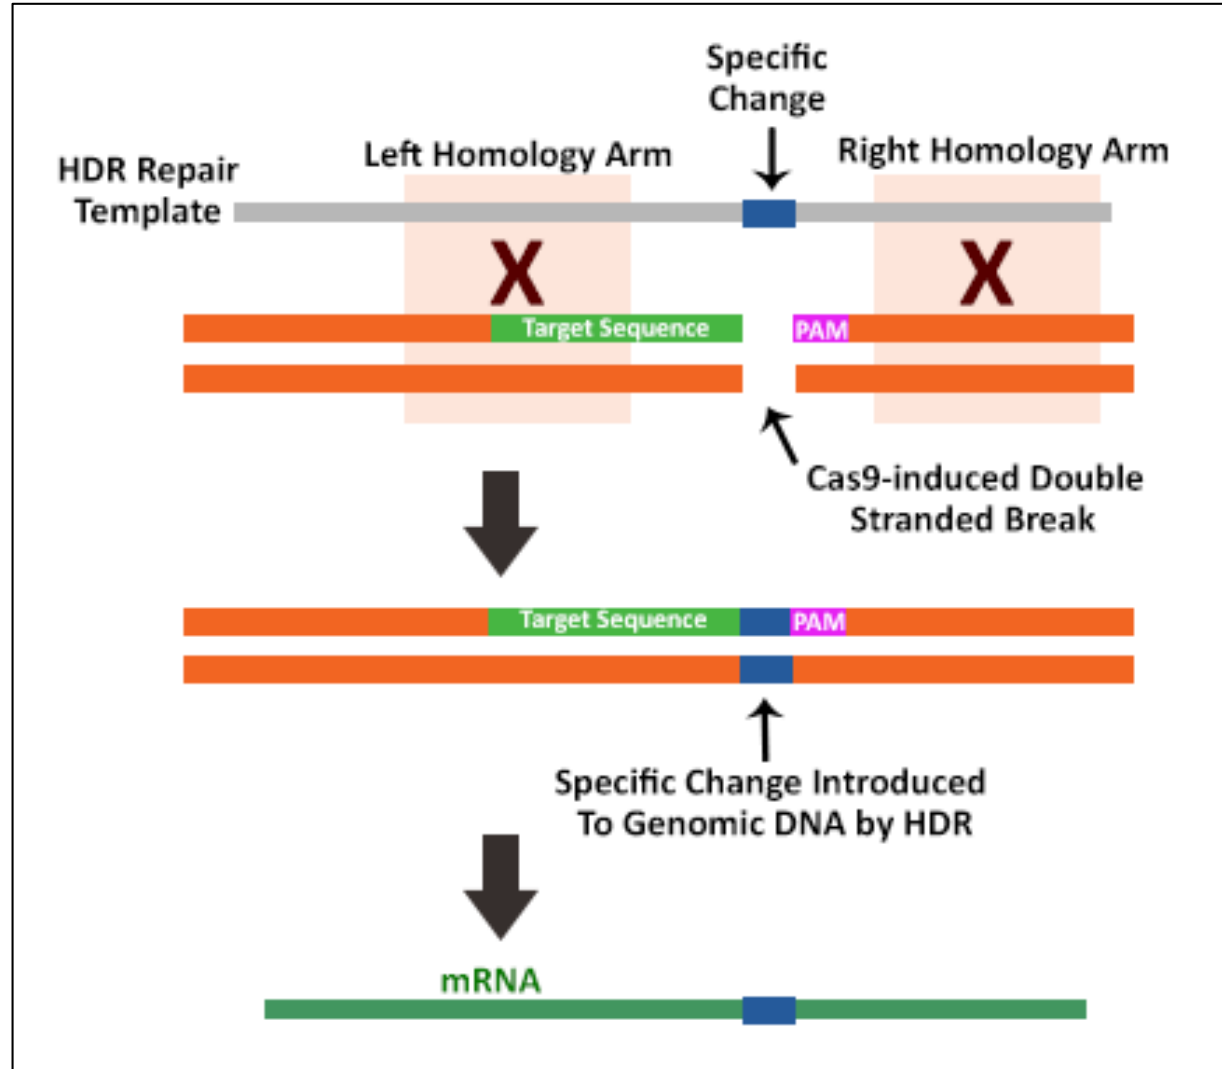 Specific
Change
Left Homology Arm
Right Homology Arm
HDR Repair
Template
X
X
Target Sequence
PAM
Cas9-induced Double
Stranded Break
Target Sequence
PAM
Specific Change Introduced
To Genomic DNA by HDR
mRNA